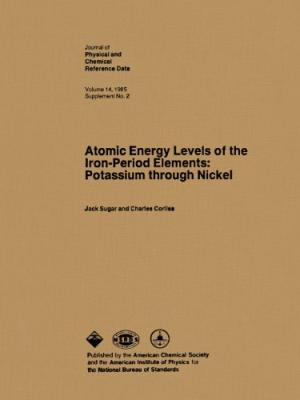 Journal of
Physical and
Chemical
Reference Data
Volume 14, 1985
Supplement No. 2
Atomic Energy Levels of the
Iron-Period Elements:
Potassium through Nickel
Jack Sugar and Charles Corliss
Published by the American Chemical Society
and the American Institute of Physics for
the National Bureau of Standards